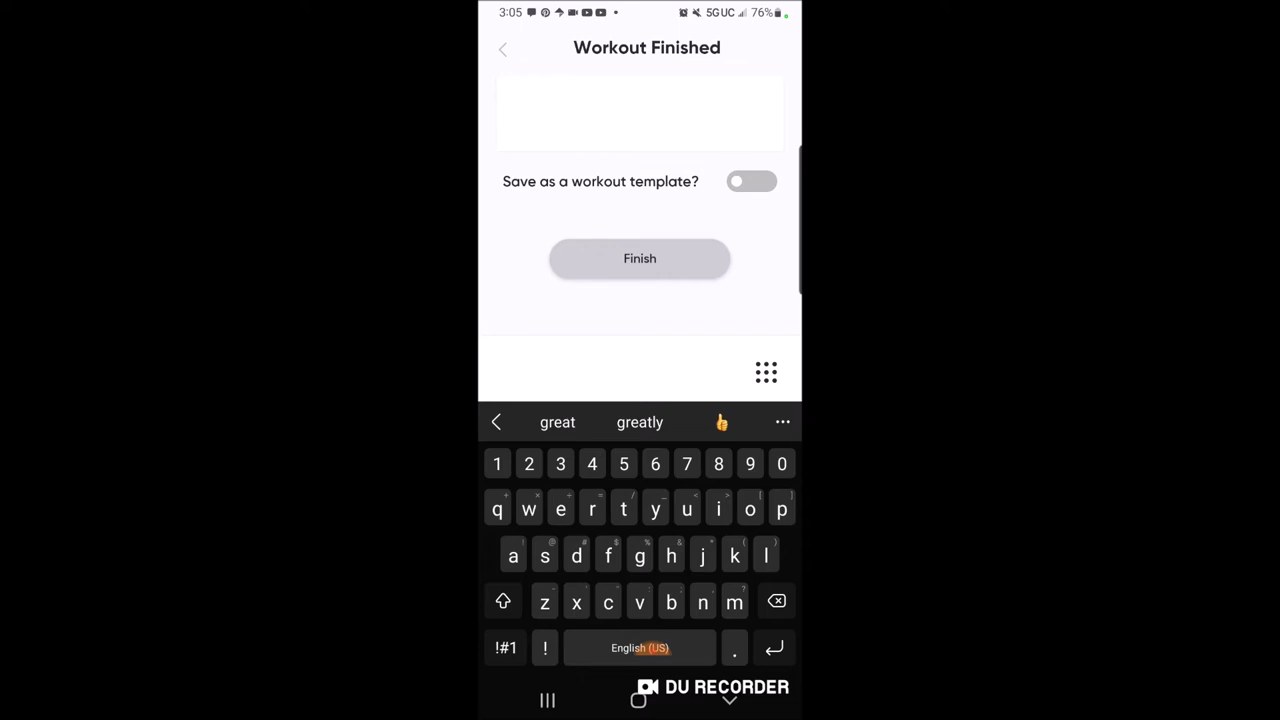 3:05 5GUC 76%
Workout Finished
Save as a workout template?
Finish
great greatly
1 2 3 4 5 6 7 8 9 0
q w e r t y u i o p
a s d f g h j k l
z x c v b n m
!#1 ! English (US) .
DU RECORDER